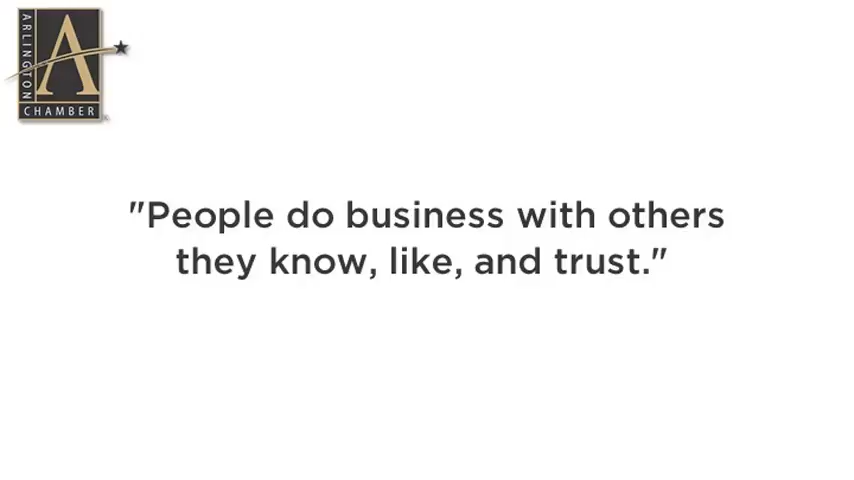 ARLINGTON
A
CHAMBER
"People do business with others
they know, like, and trust."